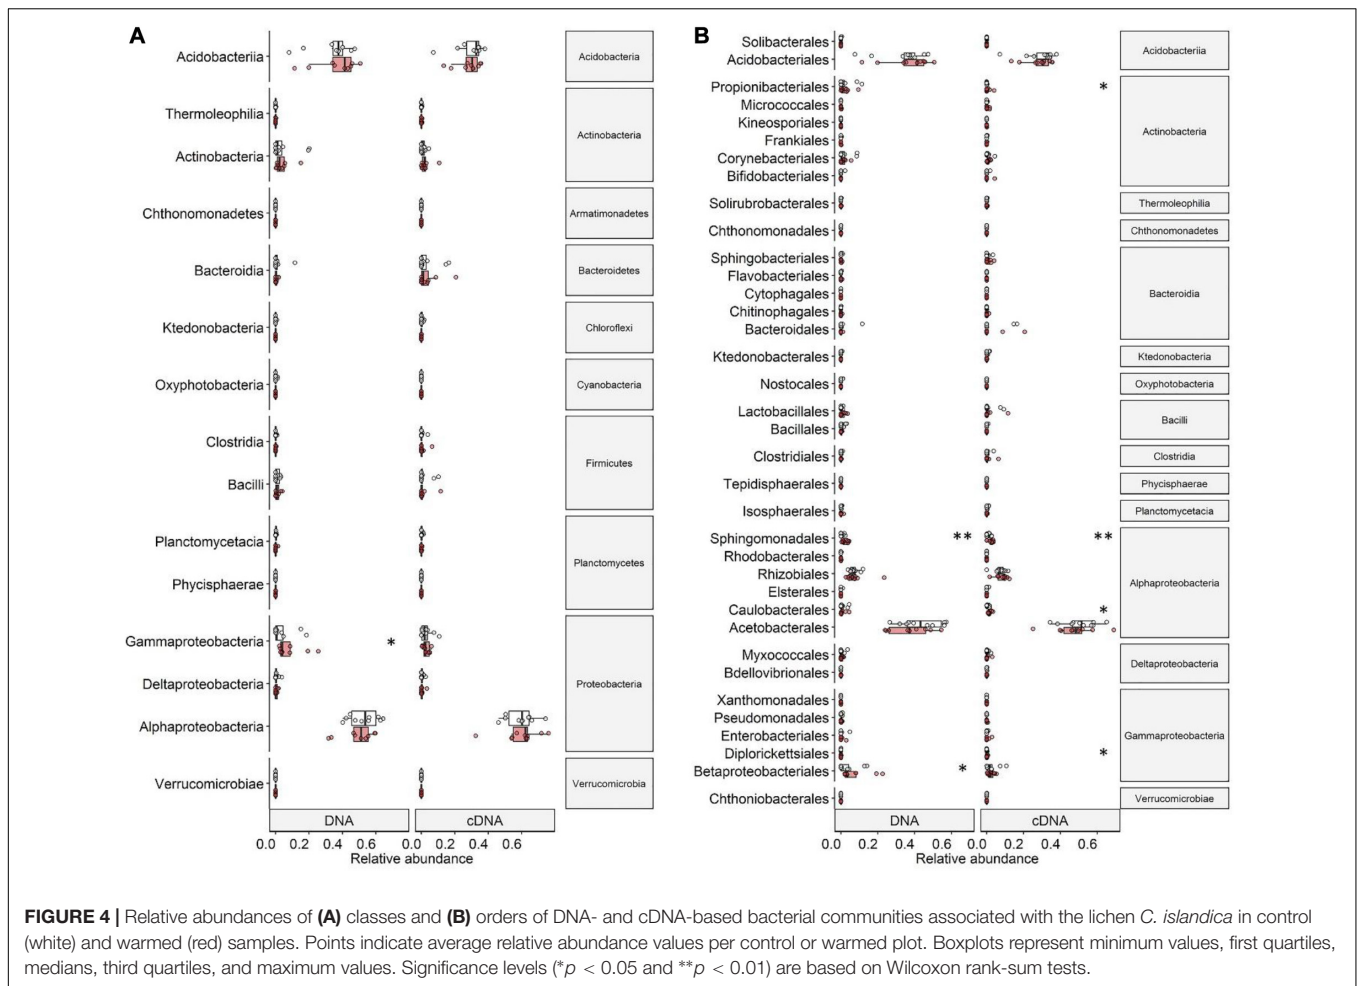 A
Acidobacteriia
Acidobacteria
Thermoleophilia
Actinobacteria
Actinobacteria
Chthonomonadetes
Armatimonadetes
Bacteroidia
Bacteroidetes
Ktedonobacteria
Chloroflexi
Oxyphotobacteria
Cyanobacteria
Clostridia
Firmicutes
Bacilli
Planctomycetacia
Planctomycetes
Phycisphaerae
Gammaproteobacteria *
Deltaproteobacteria
Proteobacteria
Alphaproteobacteria
Verrucomicrobiae
Verrucomicrobia
DNA cDNA
0.0 0.2 0.4 0.6 0.0 0.2 0.4 0.6
Relative abundance
B
Solibacterales
Acidobacteriia
Acidobacteriales
Propionibacteriales *
Micrococcales
Kineosporiales
Actinobacteria
Frankiales
Corynebacteriales
Bifidobacteriales
Solirubrobacterales Thermoleophilia
Chthonomonadales Chthonomonadetes
Sphingobacteriales
Flavobacteriales
Cytophagales Bacteroidia
Chitinophagales
Bacteroidales
Ktedonobacterales Ktedonobacteria
Nostocales Oxyphotobacteria
Lactobacillales
Bacilli
Bacillales
Clostridiales Clostridia
Tepidisphaerales Phycisphaerae
Isosphaerales Planctomycetacia
Sphingomonadales ** **
Rhodobacterales
Rhizobiales
Alphaproteobacteria
Elsterales
Caulobacterales *
Acetobacterales
Myxococcales
Deltaproteobacteria
Bdellovibrionales
Xanthomonadales
Pseudomonadales
Enterobacteriales Gammaproteobacteria
Diplorickettsiales *
Betaproteobacteriales *
Chthoniobacterales Verrucomicrobiae
DNA cDNA
0.0 0.2 0.4 0.6 0.0 0.2 0.4 0.6
Relative abundance
FIGURE 4 | Relative abundances of (A) classes and (B) orders of DNA- and cDNA-based bacterial communities associated with the lichen C. islandica in control
(white) and warmed (red) samples. Points indicate average relative abundance values per control or warmed plot. Boxplots represent minimum values, first quartiles,
medians, third quartiles, and maximum values. Significance levels (*p < 0.05 and **p < 0.01) are based on Wilcoxon rank-sum tests.